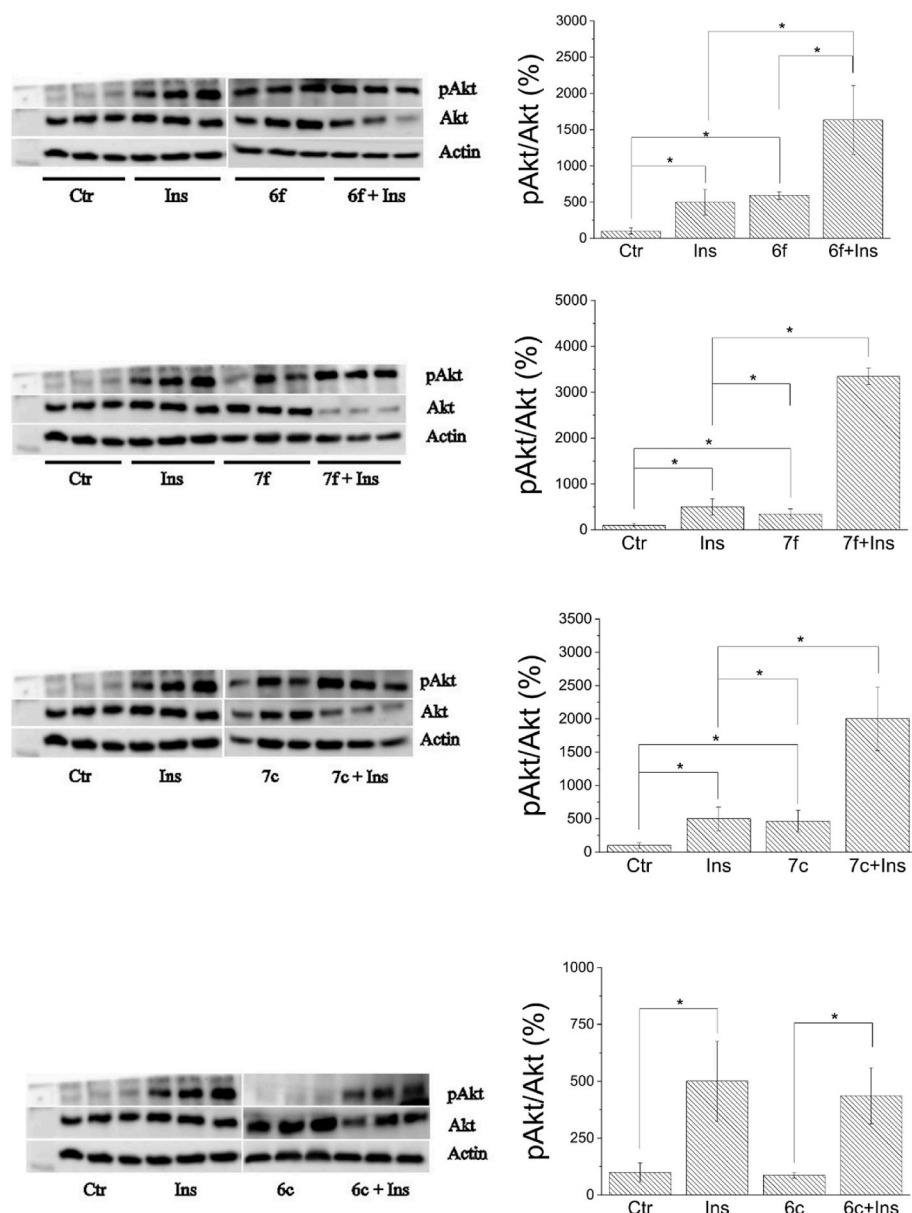 pAkt
Akt
Actin
Ctr Ins 6f 6f + Ins
pAkt/Akt (%)
3000
2500
2000
1500
1000
500
0
* * * *
Ctr Ins 6f 6f+Ins
pAkt
Akt
Actin
Ctr Ins 7f 7f + Ins
pAkt/Akt (%)
5000
4000
3000
2000
1000
0
* * * *
Ctr Ins 7f 7f+Ins
pAkt
Akt
Actin
Ctr Ins 7c 7c + Ins
pAkt/Akt (%)
3500
3000
2500
2000
1500
1000
500
0
* * * *
Ctr Ins 7c 7c+Ins
pAkt
Akt
Actin
Ctr Ins 6c 6c + Ins
pAkt/Akt (%)
1000
750
500
250
0
* *
Ctr Ins 6c 6c+Ins